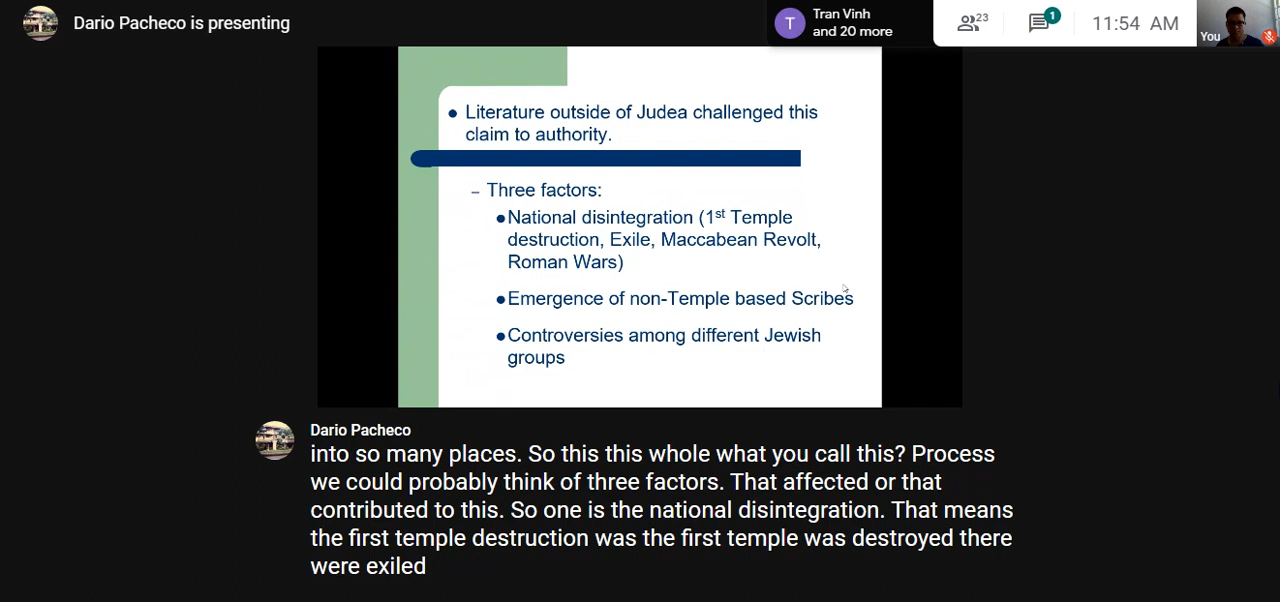 Dario Pacheco is presenting
T
Tran Vinh
and 20 more
23
1
11:54 AM
You
● Literature outside of Judea challenged this
claim to authority.
– Three factors:
●National disintegration (1st Temple
destruction, Exile, Maccabean Revolt,
Roman Wars)
●Emergence of non-Temple based Scribes
●Controversies among different Jewish
groups
Dario Pacheco
into so many places. So this this whole what you call this? Process
we could probably think of three factors. That affected or that
contributed to this. So one is the national disintegration. That means
the first temple destruction was the first temple was destroyed there
were exiled